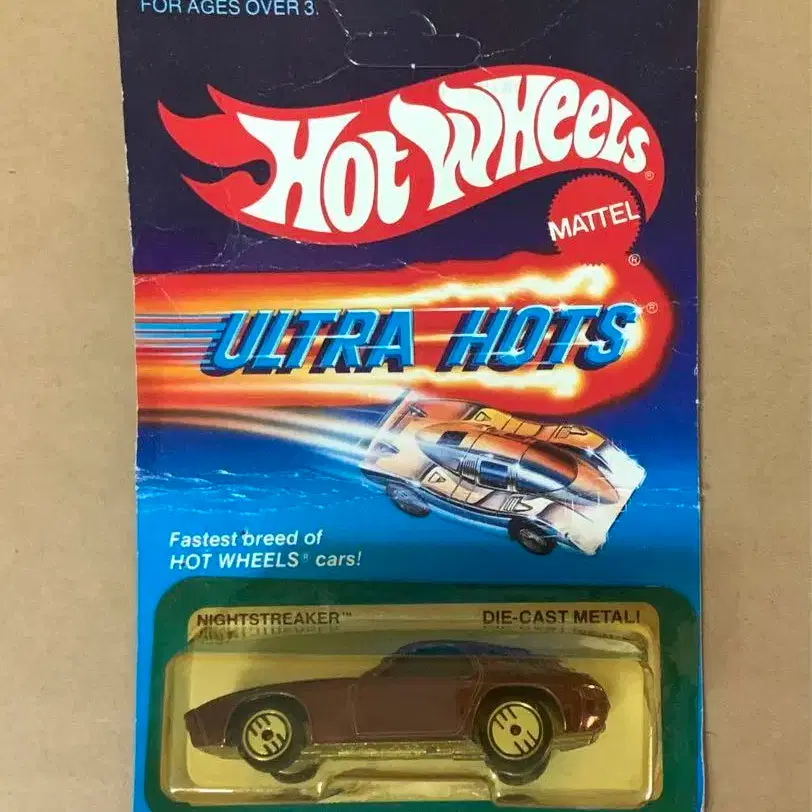 FOR AGES OVER 3.
HOT WHEELS®
MATTEL®
ULTRA HOTS®
Fastest breed of
HOT WHEELS® cars!
NIGHTSTREAKER™ DIE-CAST METAL!